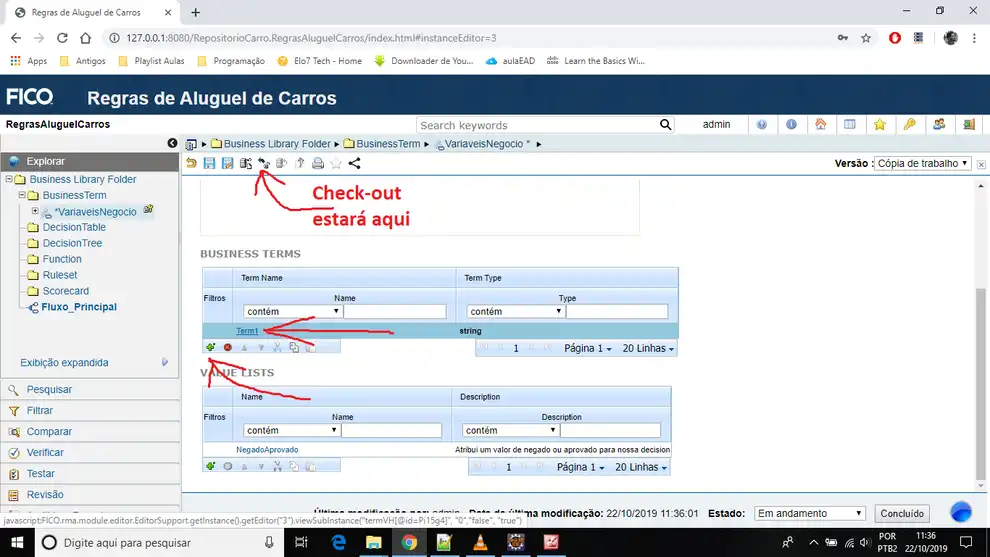 Regras de Aluguel de Carros
127.0.0.1:8080/RepositorioCarro.RegrasAluguelCarros/index.html#instanceEditor=3
Apps Antigos Playlist Aulas Programação Elo7 Tech - Home Downloader de You... aulaEAD Learn the Basics Wi...
FICO Regras de Aluguel de Carros
RegrasAluguelCarros Search keywords admin
Business Library Folder BusinessTerm VariaveisNegocio *
Explorar
Versão : Cópia de trabalho
Business Library Folder
BusinessTerm
*VariaveisNegocio
DecisionTable
DecisionTree
Function
Ruleset
Scorecard
Fluxo_Principal
Exibição expandida
Pesquisar
Filtrar
Comparar
Verificar
Testar
Revisão
Check-out
estará aqui
BUSINESS TERMS
Term Name Term Type
Filtros Name Type
contém contém
Term1 string
1 Página 1 20 Linhas
VALUE LISTS
Name Description
Filtros Name Description
contém contém
NegadoAprovado Atribui um valor de negado ou aprovado para nossa decision
1 Página 1 20 Linhas
javascript:FICO.rma.module.editor.EditorSupport.getInstance().getEditor("3").viewSubInstance("termVH[@id=Pi15g4]", "0","false", "true")
Última modificação por: admin Data da última modificação: 22/10/2019 11:36:01 Estado: Em andamento Concluído
Digite aqui para pesquisar
POR
PTB2
11:36
22/10/2019